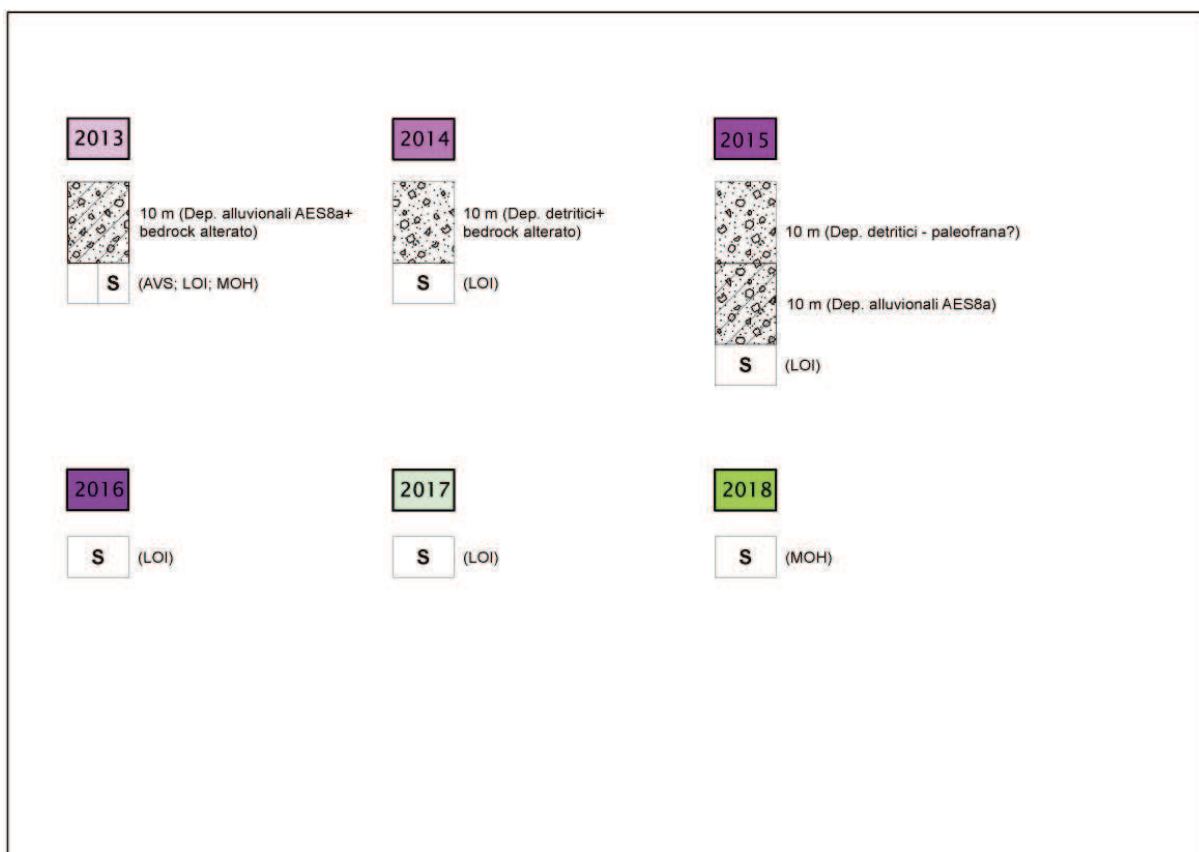 2013
10 m (Dep. alluvionali AES8a+
bedrock alterato)
S
(AVS; LOI; MOH)
2014
10 m (Dep. detritici+
bedrock alterato)
S
(LOI)
2015
10 m (Dep. detritici - paleofrana?)
10 m (Dep. alluvionali AES8a)
S
(LOI)
2016
S
(LOI)
2017
S
(LOI)
2018
S
(MOH)